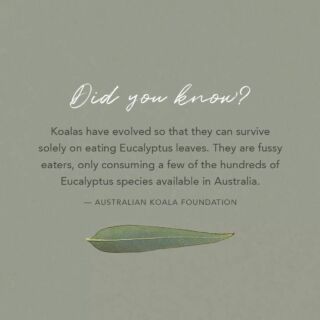 Did you know?
Koalas have evolved so that they can survive
solely on eating Eucalyptus leaves. They are fussy
eaters, only consuming a few of the hundreds of
Eucalyptus species available in Australia.
— AUSTRALIAN KOALA FOUNDATION